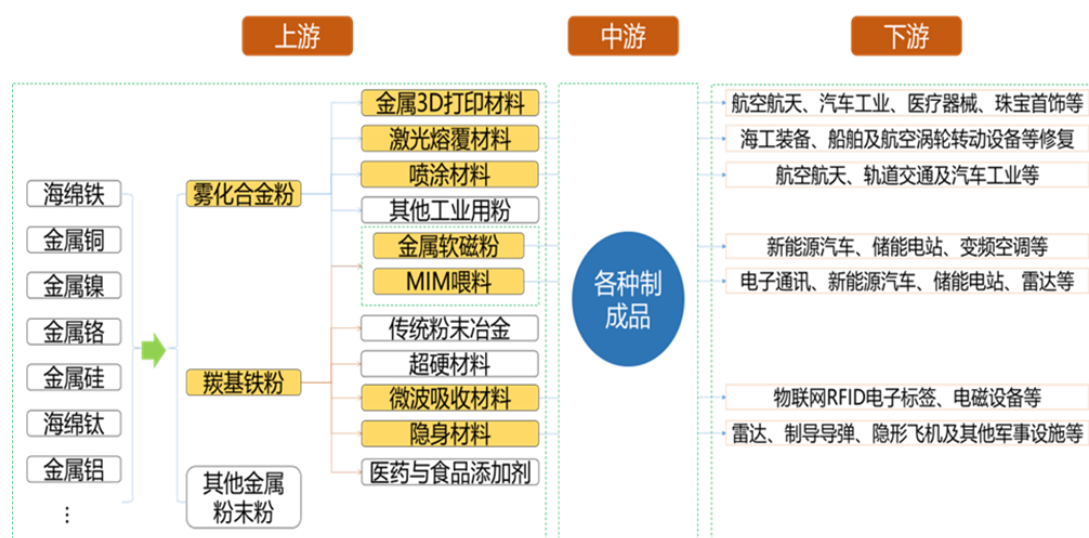 上游
中游
下游
海绵铁
金属铜
金属镍
金属铬
金属硅
海绵钛
金属铝
⋮
雾化合金粉
羰基铁粉
其他金属
粉末粉
金属3D打印材料
激光熔覆材料
喷涂材料
其他工业用粉
金属软磁粉
MIM喂料
传统粉末冶金
超硬材料
微波吸收材料
隐身材料
医药与食品添加剂
各种制
成品
航空航天、汽车工业、医疗器械、珠宝首饰等
海工装备、船舶及航空涡轮转动设备等修复
航空航天、轨道交通及汽车工业等
新能源汽车、储能电站、变频空调等
电子通讯、新能源汽车、储能电站、雷达等
物联网RFID电子标签、电磁设备等
雷达、制导导弹、隐形飞机及其他军事设施等